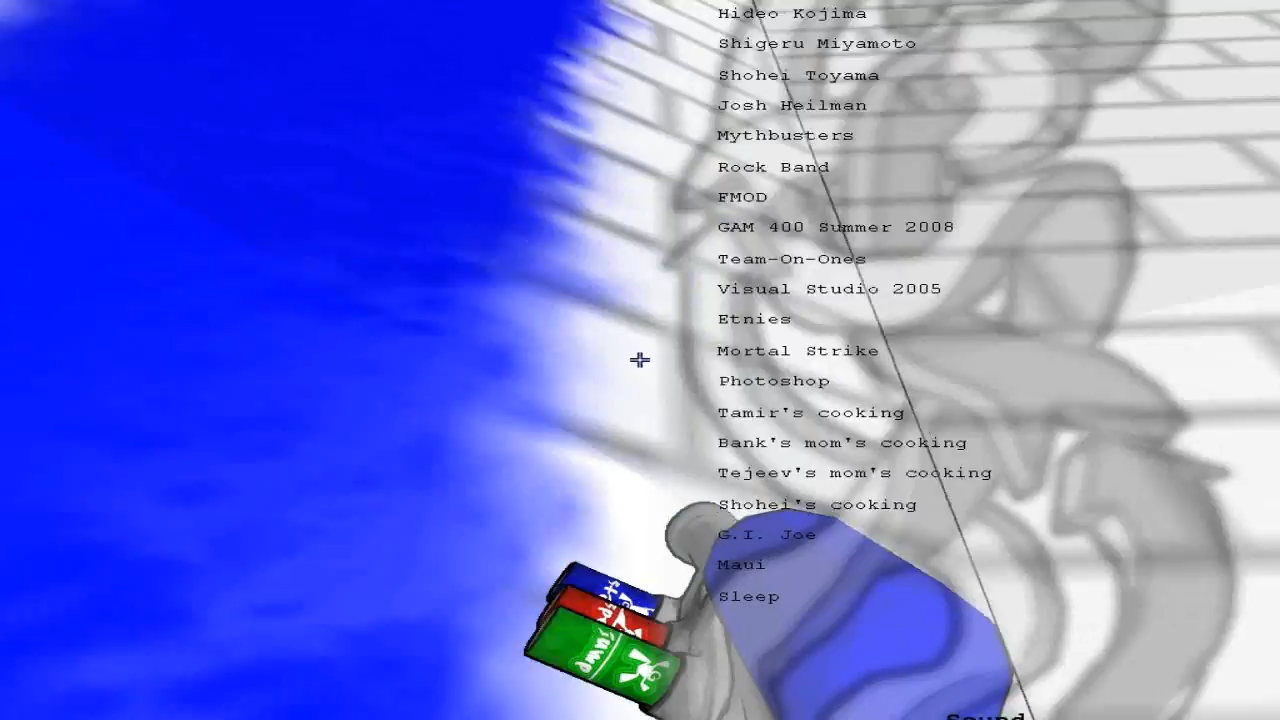 Hideo Kojima
Shigeru Miyamoto
Shohei Toyama
Josh Heilman
Mythbusters
Rock Band
FMOD
GAM 400 Summer 2008
Team-On-Ones
Visual Studio 2005
Etnies
Mortal Strike
Photoshop
Tamir's cooking
Bank's mom's cooking
Tejeev's mom's cooking
Shohei's cooking
G.I. Joe
Maui
Sleep
Jump
Sound